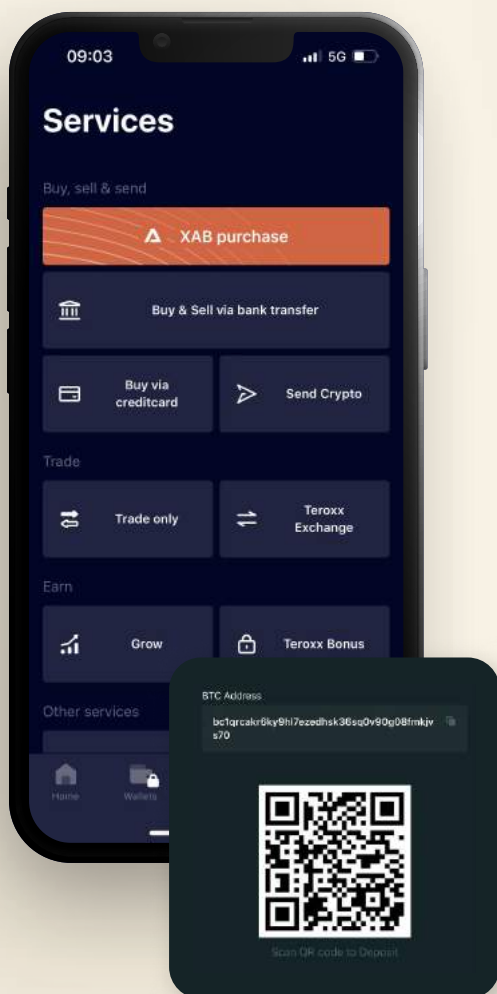 09:03
5G
Services
Buy, sell & send
XAB purchase
Buy & Sell via bank transfer
Buy via
creditcard
Send Crypto
Trade
Trade only
Teroxx
Exchange
Earn
Grow
Teroxx Bonus
Other services
Home
Wallets
BTC Address
bc1qrcakr6ky9hl7ezedhsk36sq0v90g08fmkjv
s70
Scan QR code to Deposit